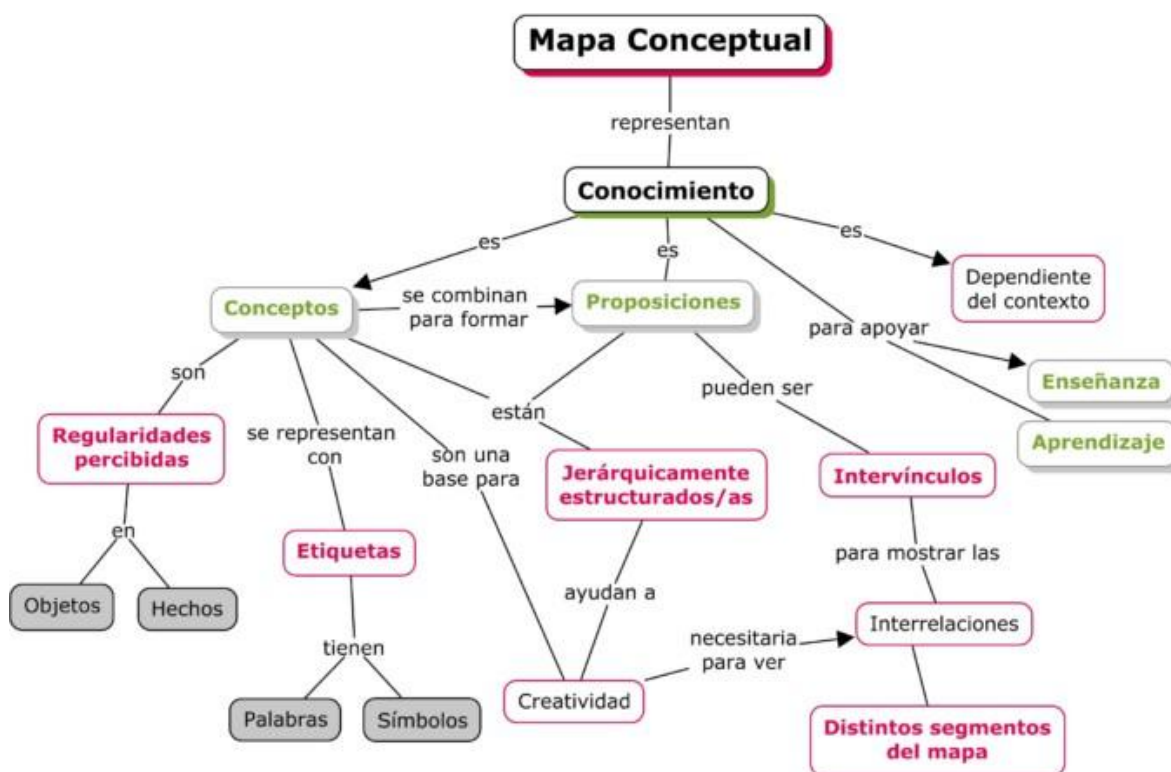 Mapa Conceptual
representan
Conocimiento
es
es
es
Dependiente
del contexto
Conceptos
se combinan
para formar
Proposiciones
para apoyar
Enseñanza
Aprendizaje
son
se representan
con
son una
base para
están
pueden ser
Regularidades
percibidas
Jerárquicamente
estructurados/as
Intervínculos
en
Etiquetas
para mostrar las
Objetos
Hechos
ayudan a
Interrelaciones
tienen
necesitaria
para ver
Palabras
Símbolos
Creatividad
Distintos segmentos
del mapa